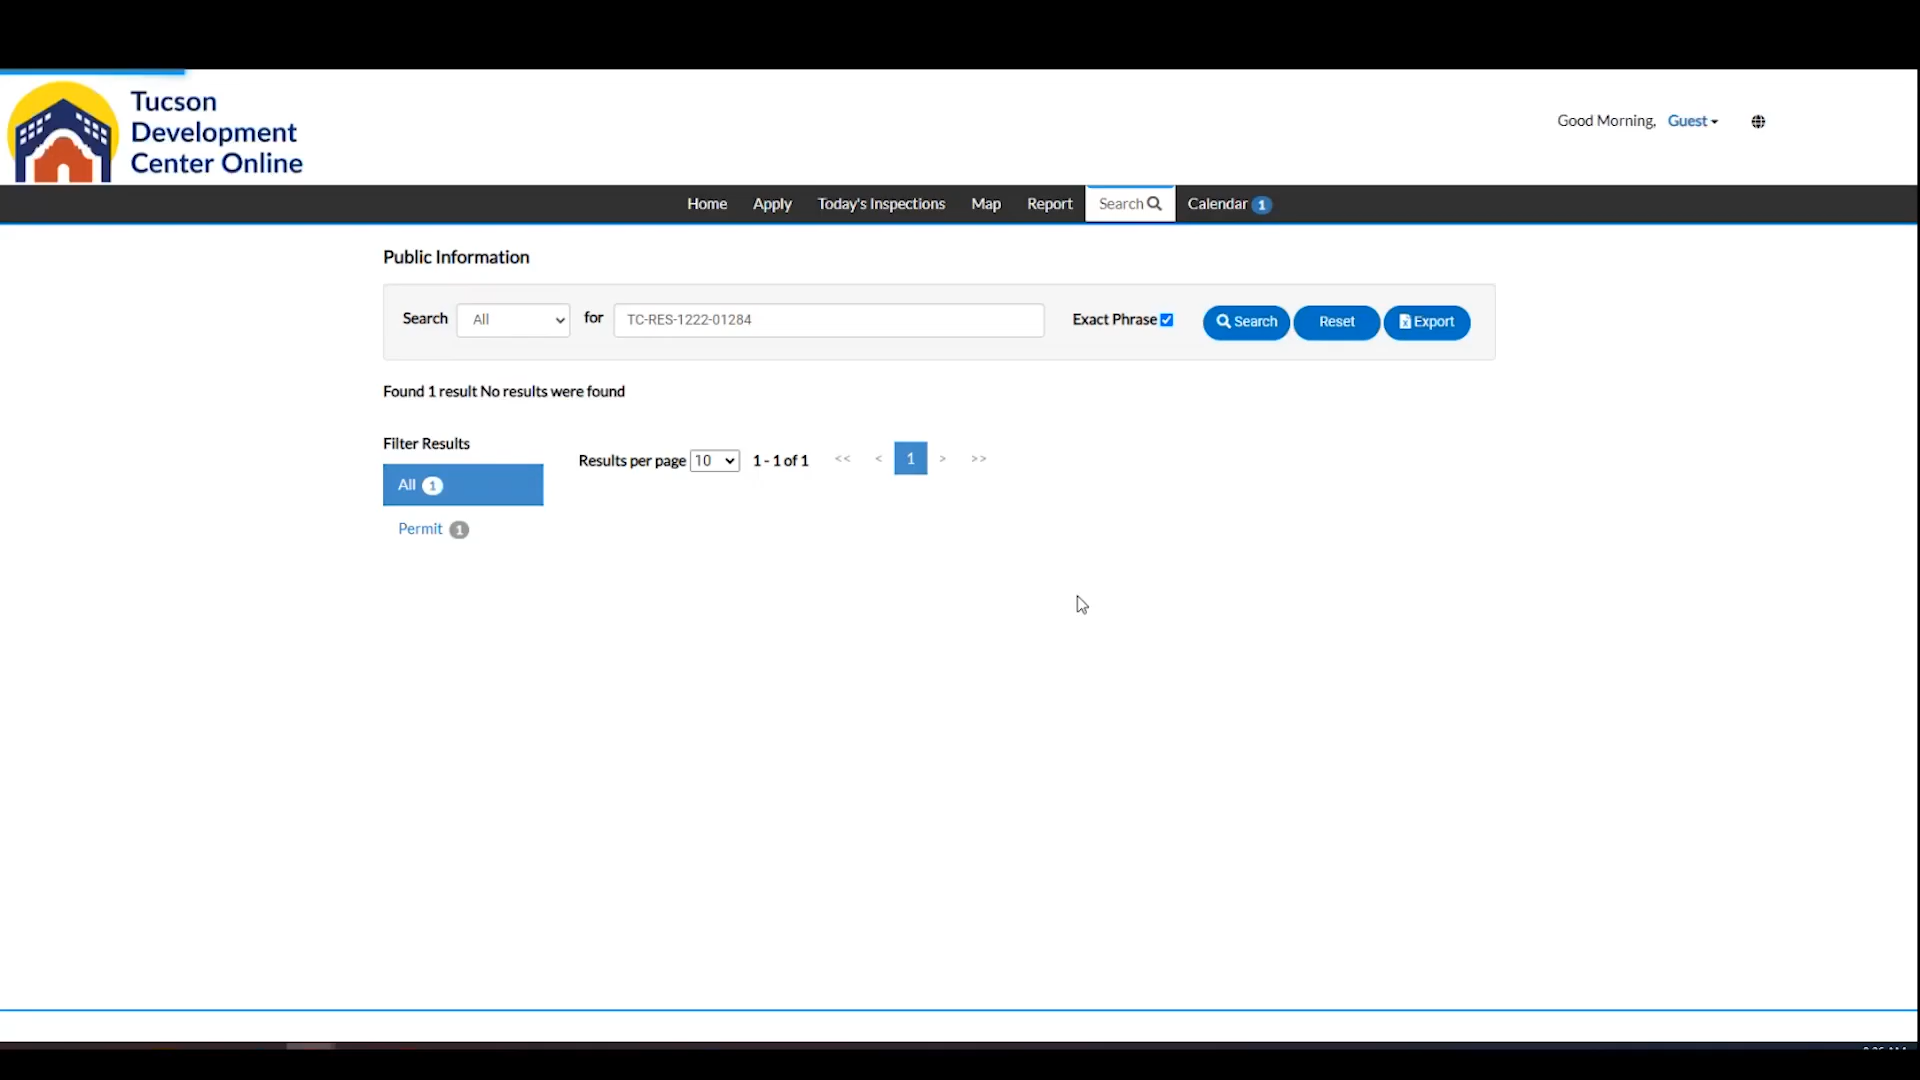 Tucson
Development
Center Online
Good Morning, Guest
Home Apply Today's Inspections Map Report Search Calendar 1
Public Information
Search All for TC-RES-1222-01284 Exact Phrase Search Reset Export
Found 1 result No results were found
Filter Results
Results per page 10 1 - 1 of 1 << < 1 > >>
All 1
Permit 1